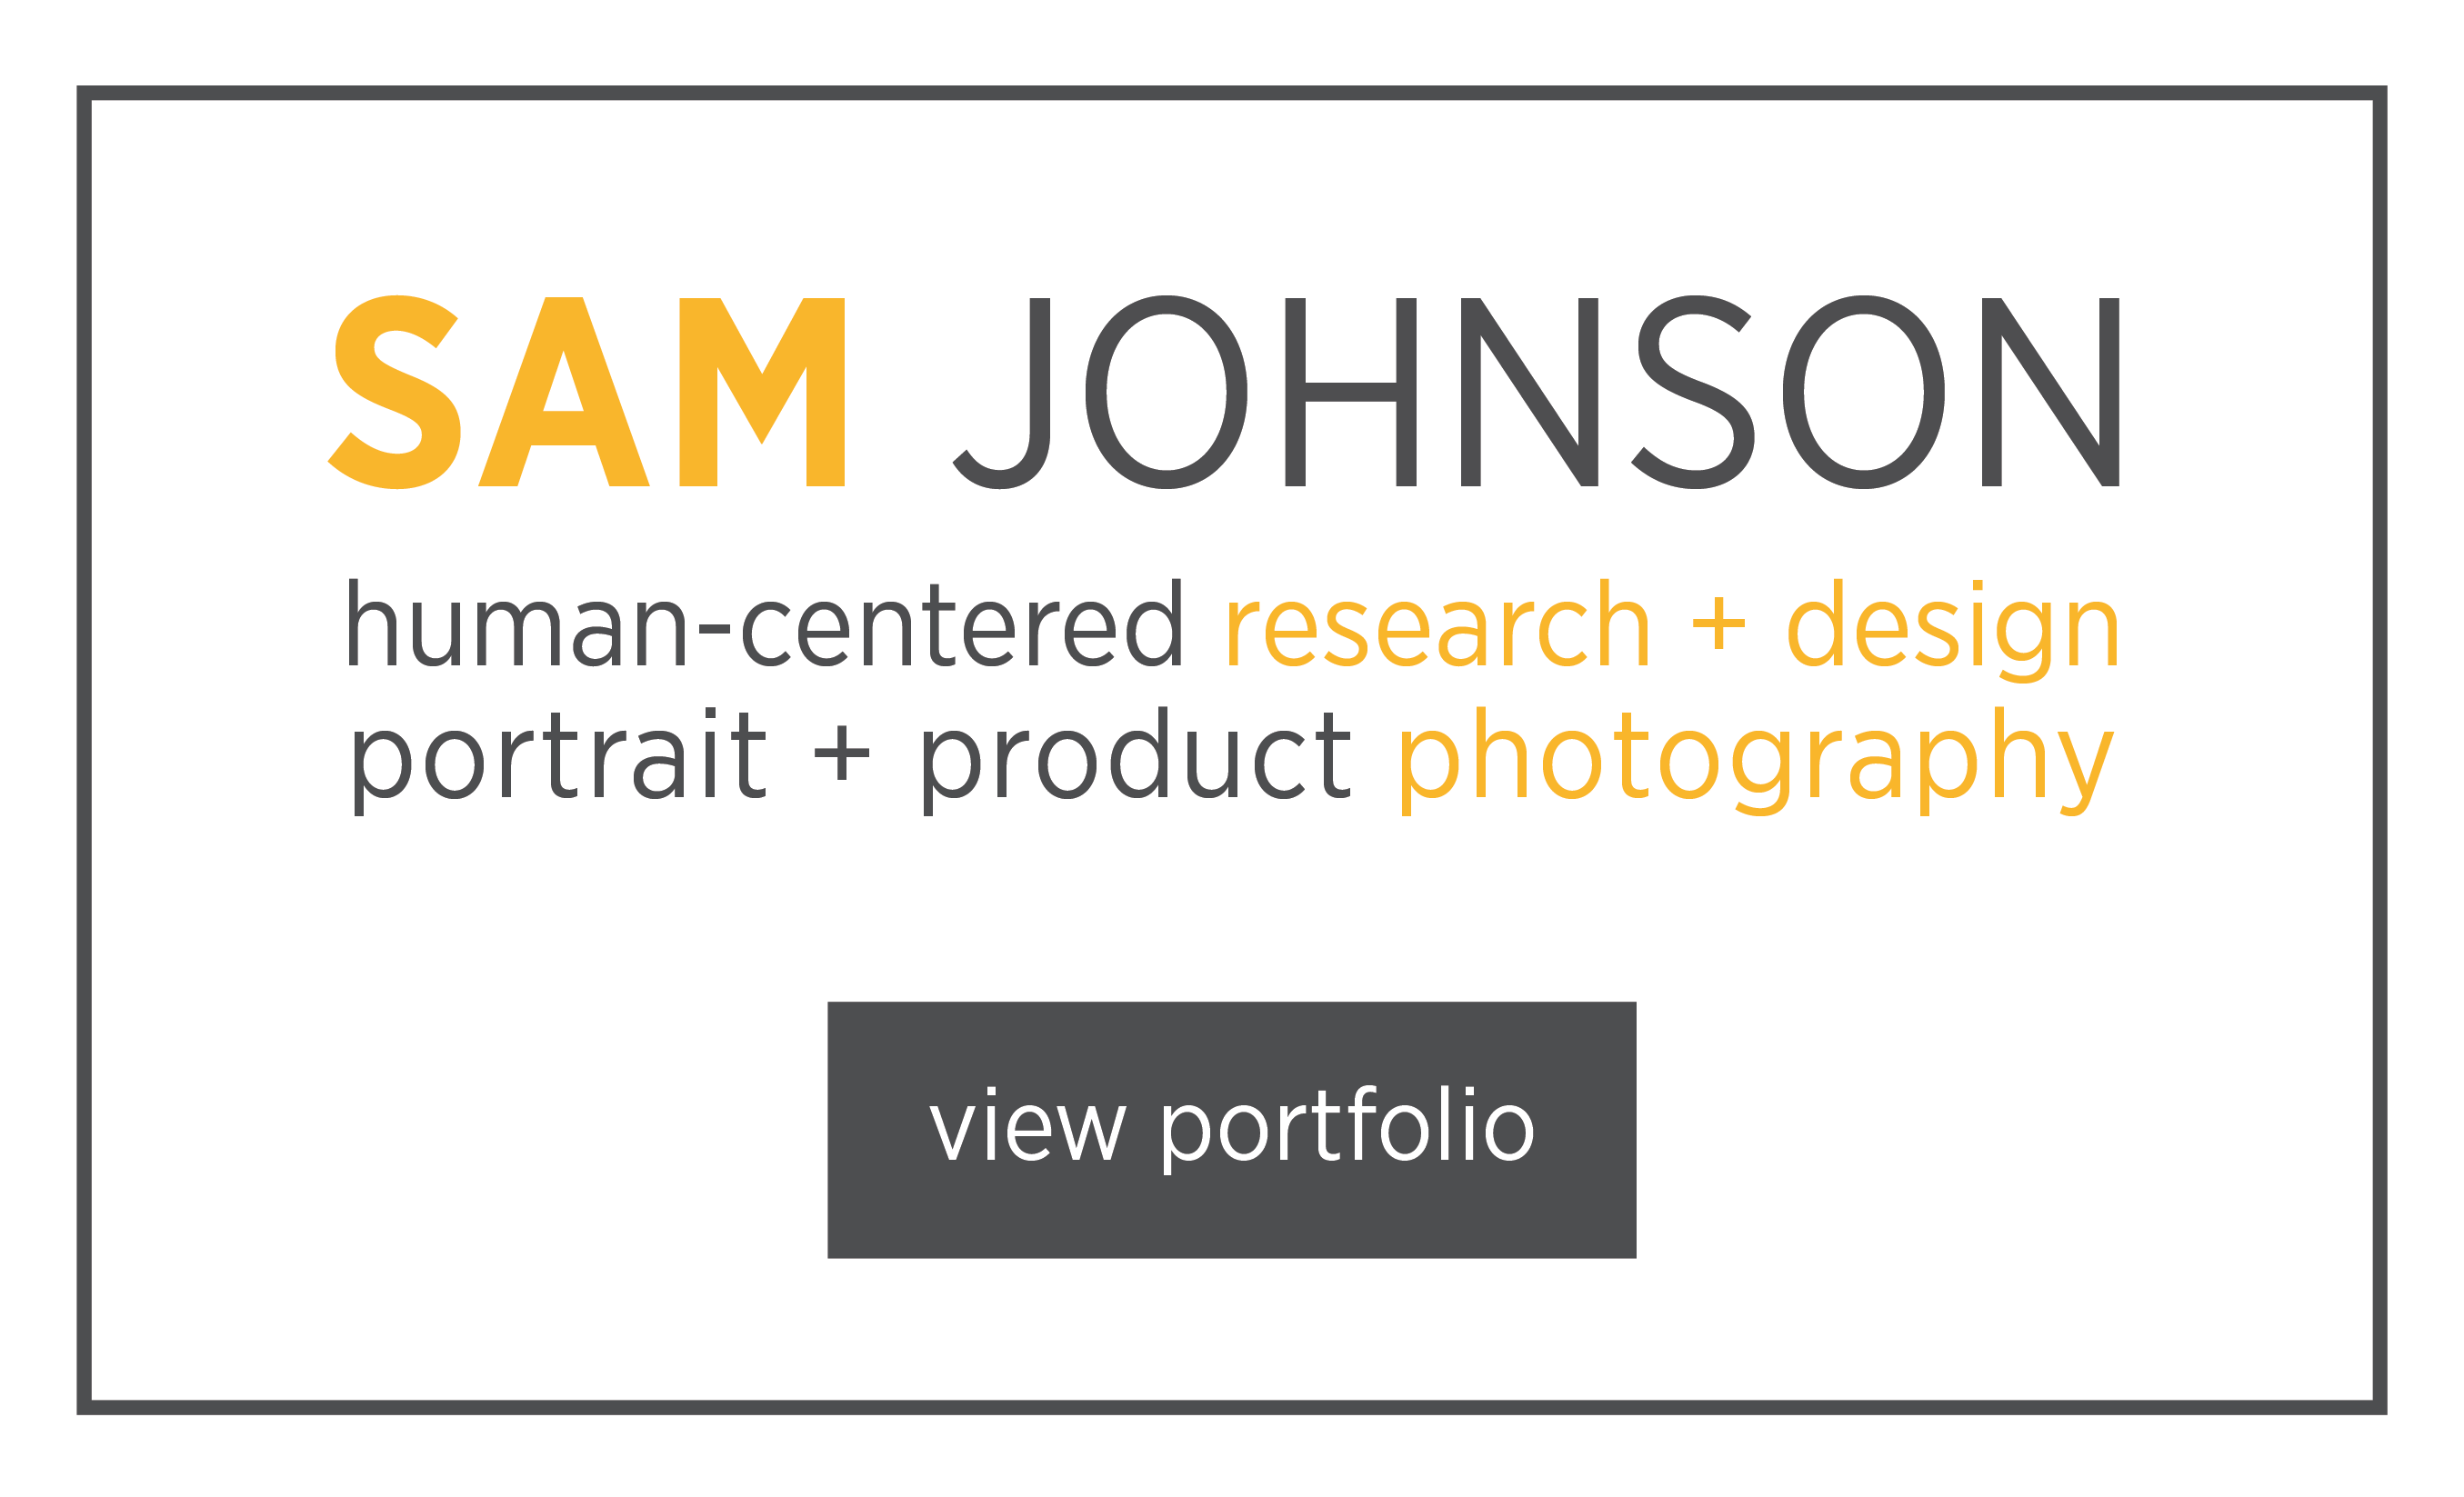 SAM JOHNSON
human-centered research + design
portrait + product photography
view portfolio